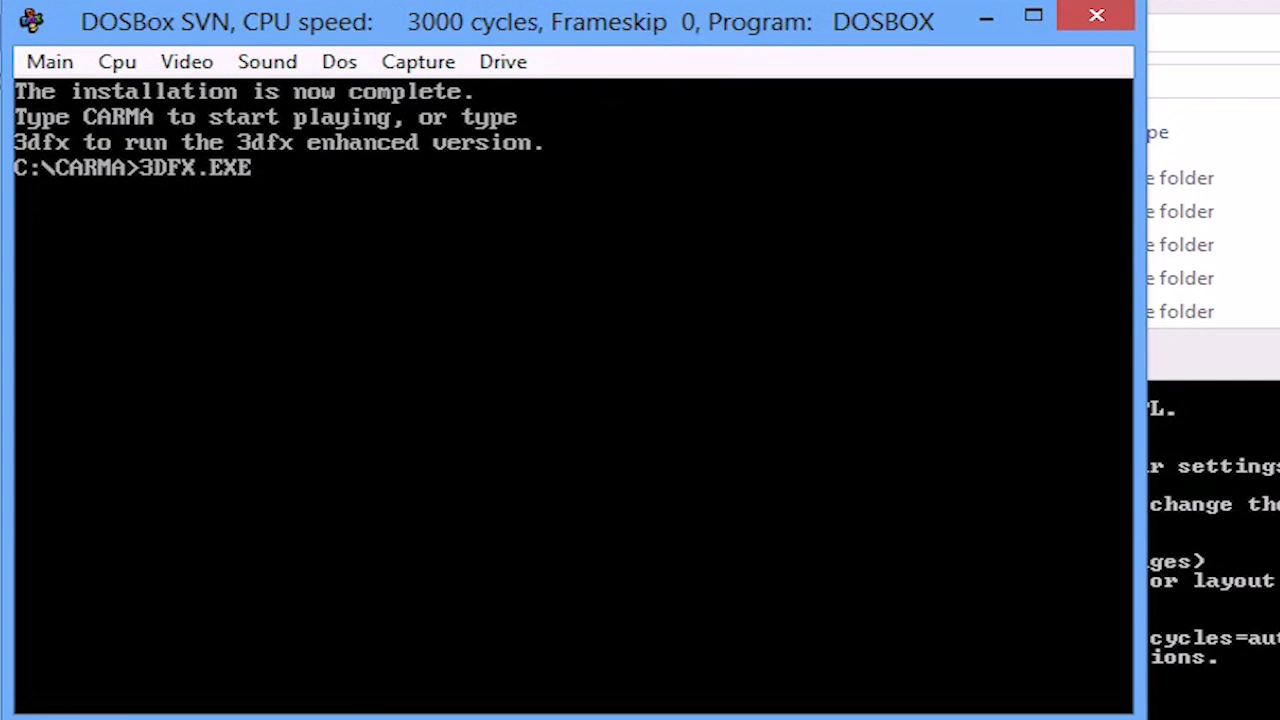 DOSBox SVN, CPU speed: 3000 cycles, Frameskip 0, Program: DOSBOX
Main Cpu Video Sound Dos Capture Drive
The installation is now complete.
Type CARMA to start playing, or type
3dfx to run the 3dfx enhanced version.
C:\CARMA>3DFX.EXE
pe
e folder
e folder
e folder
e folder
e folder
PL.
r settings
change the
ges)
or layout
cycles=aut
ions.